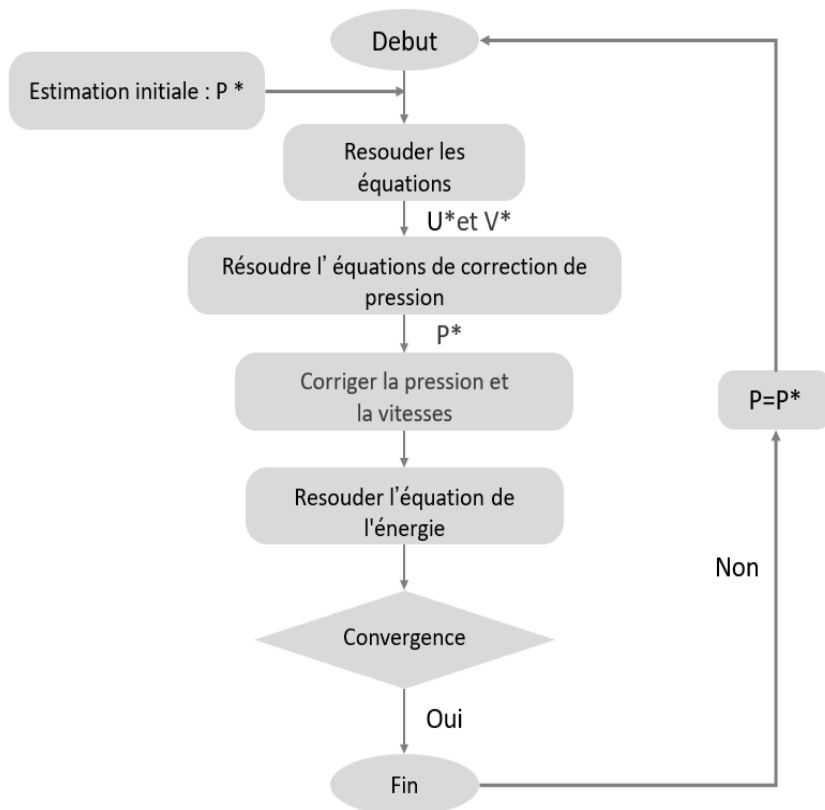 Debut
Estimation initiale : P *
Resouder les
équations
U*et V*
Résoudre l’ équations de correction de
pression
P*
Corriger la pression et
la vitesses
P=P*
Resouder l’équation de
l'énergie
Non
Convergence
Oui
Fin